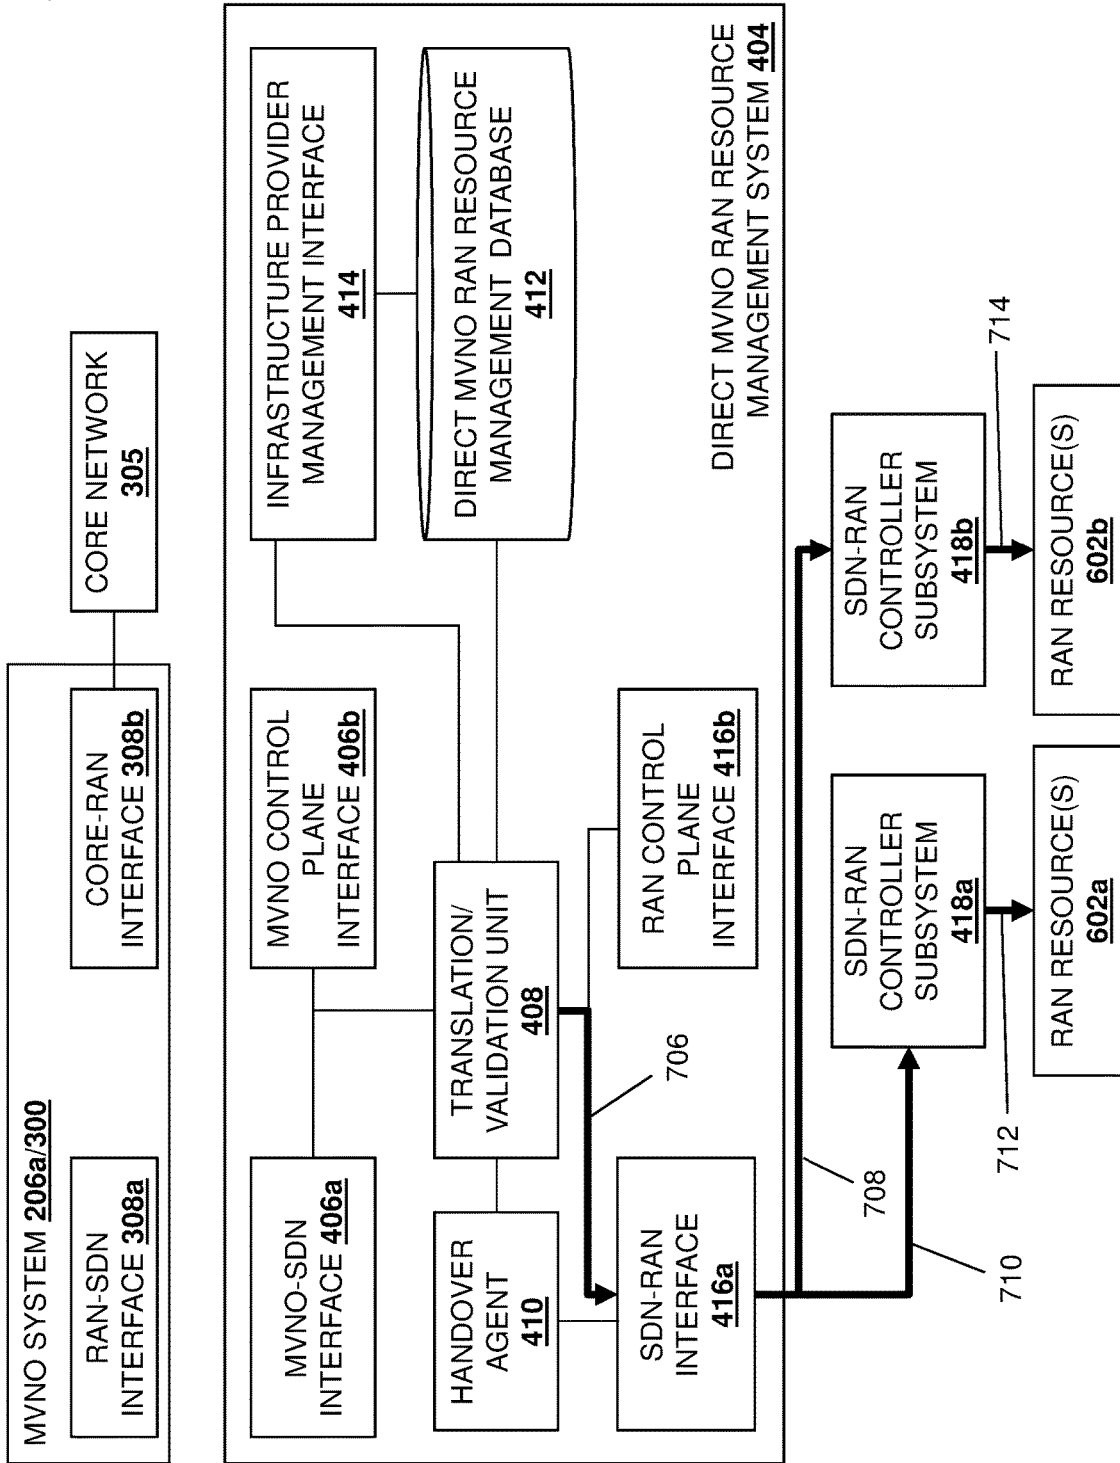 MVNO SYSTEM 206a/300
RAN-SDN
INTERFACE 308a
CORE-RAN
INTERFACE 308b
CORE NETWORK
305
MVNO-SDN
INTERFACE 406a
MVNO CONTROL
PLANE
INTERFACE 406b
INFRASTRUCTURE PROVIDER
MANAGEMENT INTERFACE
414
HANDOVER
AGENT
410
TRANSLATION/
VALIDATION UNIT
408
DIRECT MVNO RAN RESOURCE
MANAGEMENT DATABASE
412
706
SDN-RAN
INTERFACE
416a
RAN CONTROL
PLANE
INTERFACE 416b
DIRECT MVNO RAN RESOURCE
MANAGEMENT SYSTEM 404
708
710
SDN-RAN
CONTROLLER
SUBSYSTEM
418a
SDN-RAN
CONTROLLER
SUBSYSTEM
418b
712
714
RAN RESOURCE(S)
602a
RAN RESOURCE(S)
602b